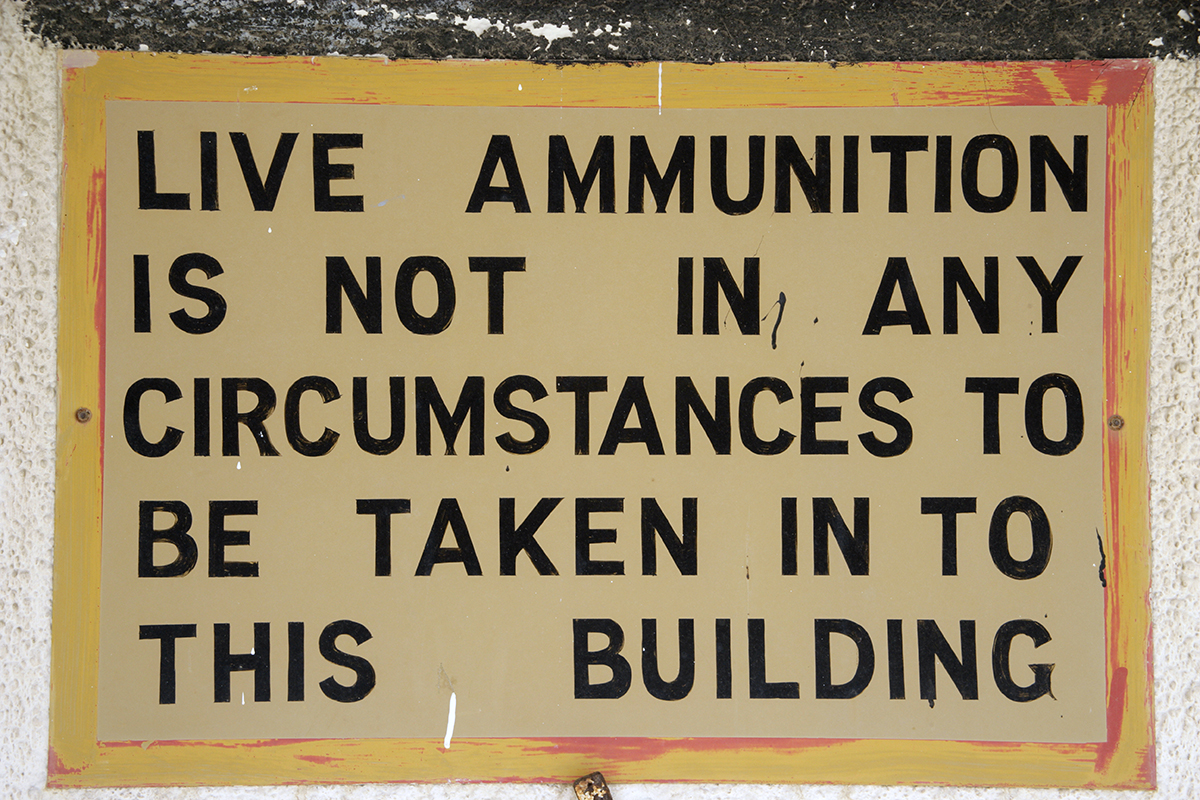 LIVE AMMUNITION
IS NOT IN ANY
CIRCUMSTANCES TO
BE TAKEN IN TO
THIS BUILDING